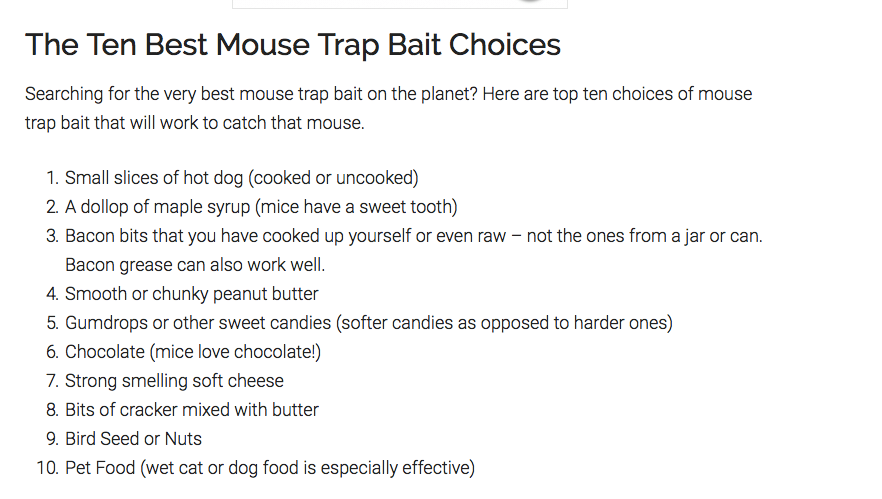 The Ten Best Mouse Trap Bait Choices
Searching for the very best mouse trap bait on the planet? Here are top ten choices of mouse
trap bait that will work to catch that mouse.
1. Small slices of hot dog (cooked or uncooked)
2. A dollop of maple syrup (mice have a sweet tooth)
3. Bacon bits that you have cooked up yourself or even raw – not the ones from a jar or can.
Bacon grease can also work well.
4. Smooth or chunky peanut butter
5. Gumdrops or other sweet candies (softer candies as opposed to harder ones)
6. Chocolate (mice love chocolate!)
7. Strong smelling soft cheese
8. Bits of cracker mixed with butter
9. Bird Seed or Nuts
10. Pet Food (wet cat or dog food is especially effective)